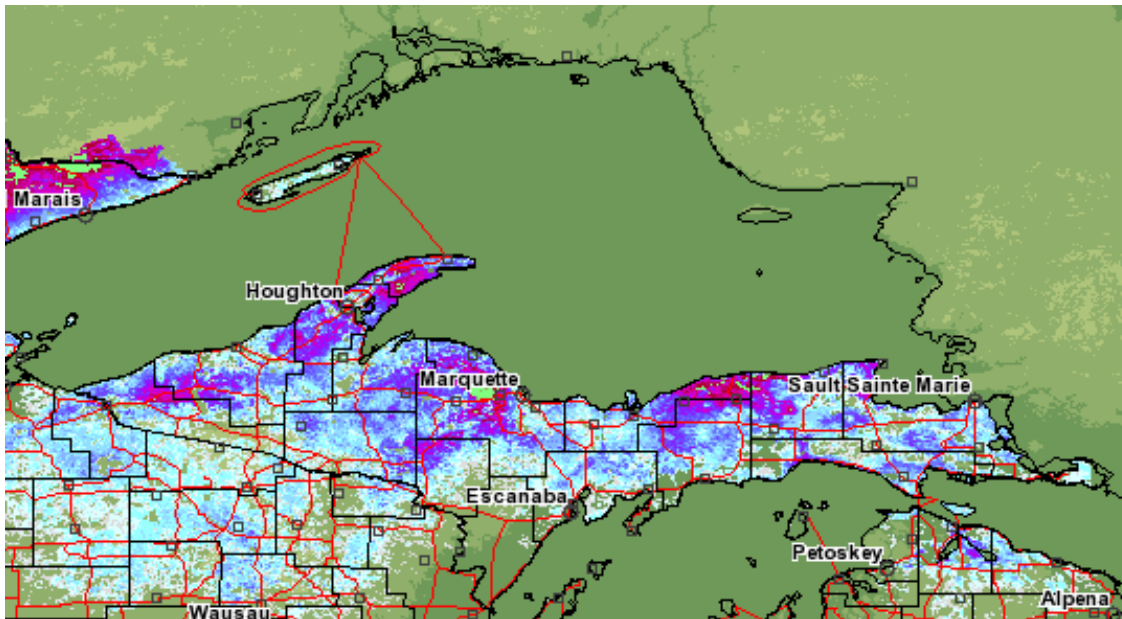 Marais
Houghton
Marquette
Sault Sainte Marie
Escanaba
Petoskey
Alpena
Wausau